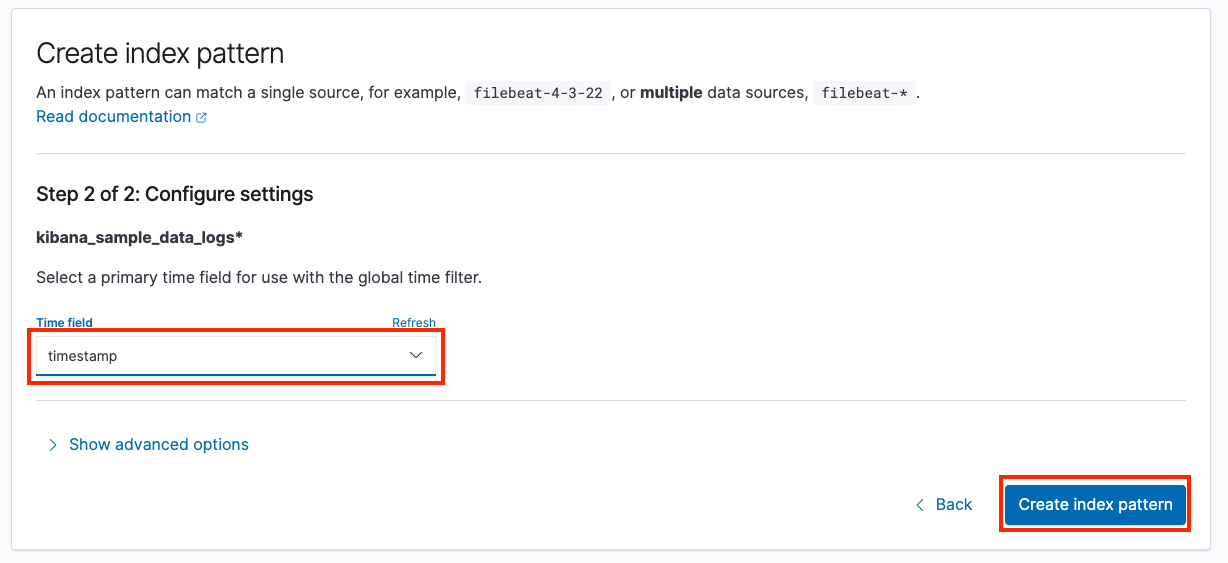 Create index pattern
An index pattern can match a single source, for example, filebeat-4-3-22 , or multiple data sources, filebeat-* .
Read documentation
Step 2 of 2: Configure settings
kibana_sample_data_logs*
Select a primary time field for use with the global time filter.
Time field Refresh
timestamp
Show advanced options
Back Create index pattern